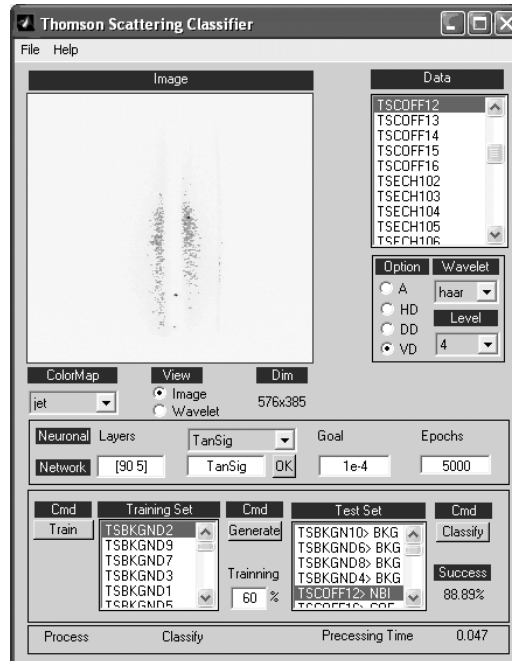 Thomson Scattering Classifier
File Help
Image
Data
TSCOFF12
TSCOFF13
TSCOFF14
TSCOFF15
TSCOFF16
TSECH102
TSECH103
TSECH104
TSECH105
TSECH106
Option Wavelet
A
HD
DD
VD
haar
Level
4
ColorMap View Dim
jet
Image
Wavelet
576x385
Neuronal Layers TanSig Goal Epochs
Network [90 5] TanSig OK 1e-4 5000
Cmd Training Set Cmd Test Set Cmd
Train
TSBKGND2
TSBKGND9
TSBKGND7
TSBKGND3
TSBKGND1
TSBKGND5
Generate
Trainning
60 %
TSBKGN10> BKG
TSBKGND6> BKG
TSBKGND8> BKG
TSBKGND4> BKG
TSCOFF12> NBI
Classify
Success
88.89%
Process Classify Precessing Time 0.047